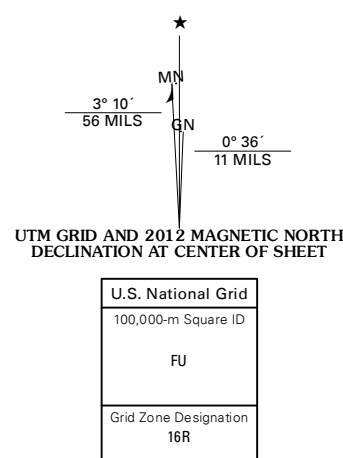 ★
MN
3° 10´
56 MILS
GN
0° 36´
11 MILS
UTM GRID AND 2012 MAGNETIC NORTH
DECLINATION AT CENTER OF SHEET
U.S. National Grid
100,000-m Square ID
FU
Grid Zone Designation
16R